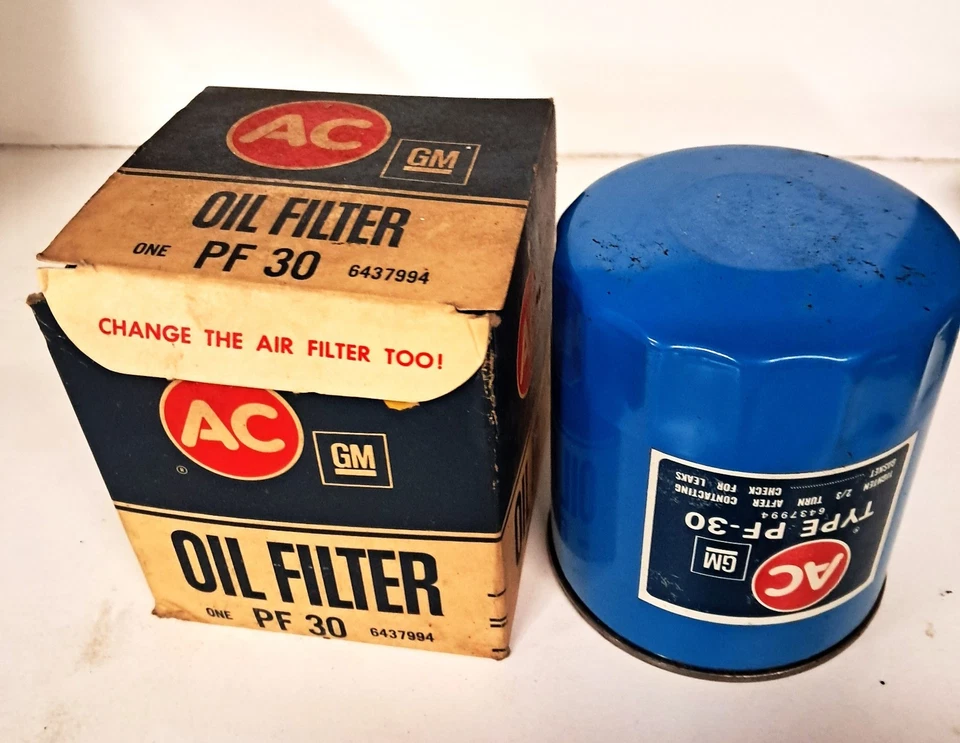 AC
GM
OIL FILTER
ONE PF 30 6437994
CHANGE THE AIR FILTER TOO!
AC
®
GM
OIL FILTER
ONE PF 30 6437994
AC
GM
®
TYPE PF-30
6437994
TIGHTEN 2/3 TURN AFTER CONTACTING
GASKET CHECK FOR LEAKS